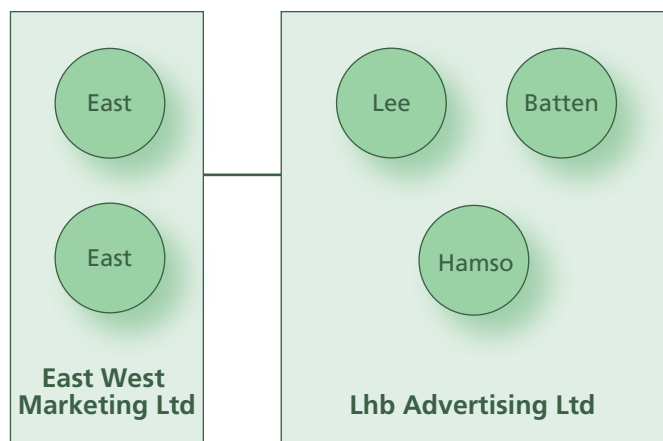 East
East
East West
Marketing Ltd
Lee
Batten
Hamso
Lhb Advertising Ltd